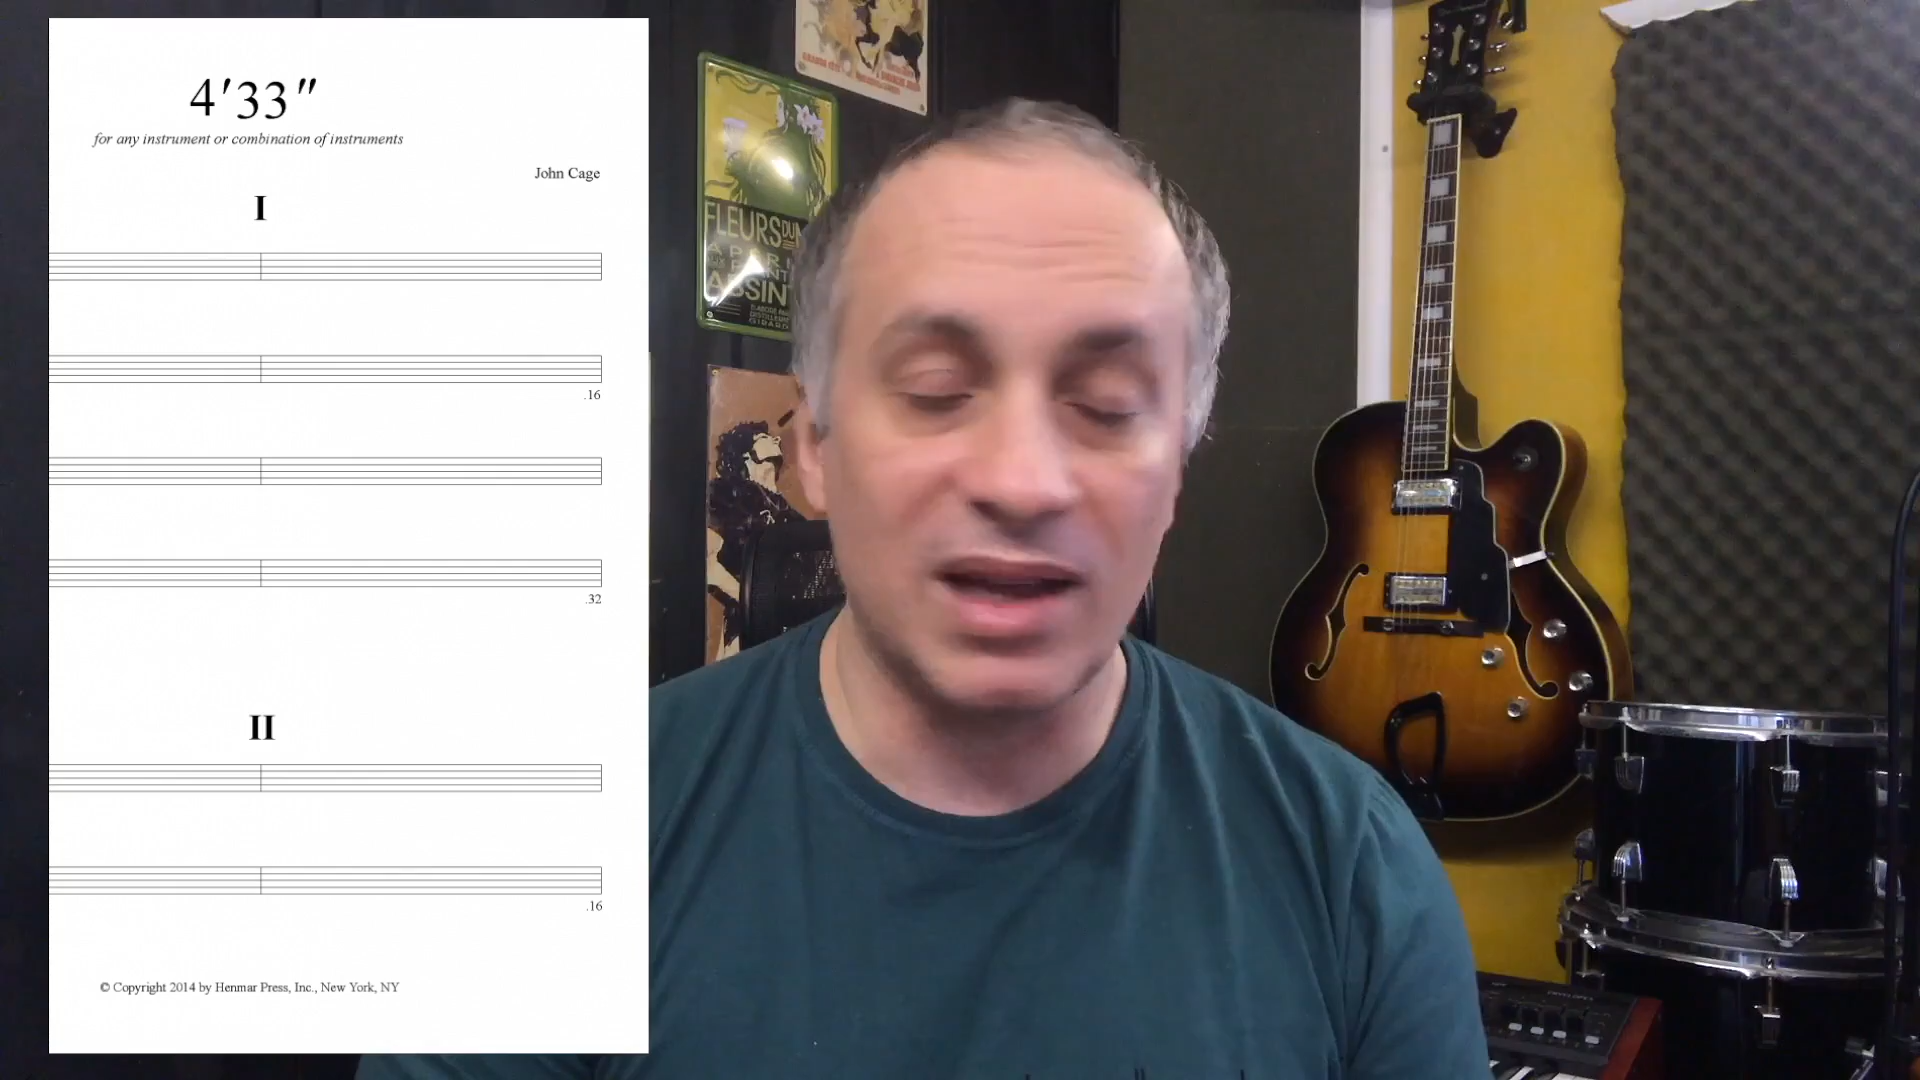 4′33″
for any instrument or combination of instruments
John Cage
I
.16
.32
II
.16
© Copyright 2014 by Henmar Press, Inc., New York, NY
FLEURS DU